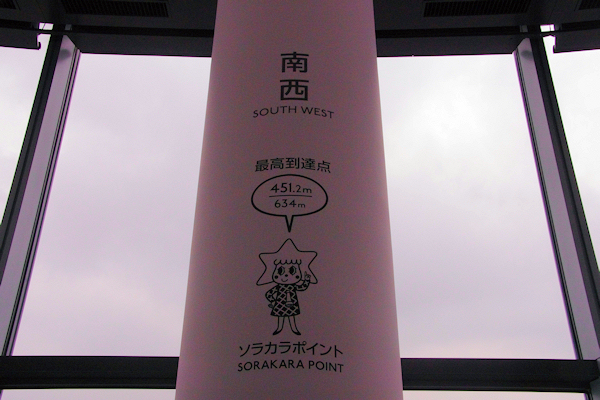 南
西
SOUTH WEST
最高到達点
451.2m
634m
ソラカラポイント
SORAKARA POINT